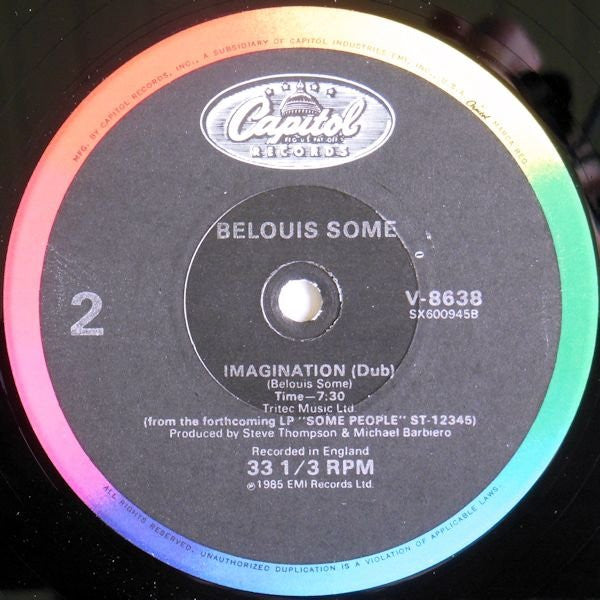 MFG. BY CAPITOL RECORDS, INC., A SUBSIDIARY OF CAPITOL INDUSTRIES-EMI, INC., U.S.A. Capitol MARCA REG.
Capitol
RECORDS
BELOUIS SOME
2
V-8638
SX600945B
IMAGINATION (Dub)
(Belouis Some)
Time—7:30
Tritec Music Ltd.
(from the forthcoming LP "SOME PEOPLE" ST-12345)
Produced by Steve Thompson & Michael Barbiero
Recorded in England
33 1/3 RPM
℗1985 EMI Records Ltd.
ALL RIGHTS RESERVED. UNAUTHORIZED DUPLICATION IS A VIOLATION OF APPLICABLE LAWS.